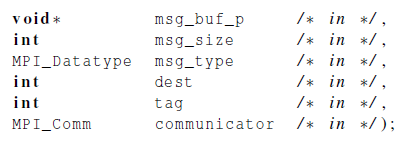 void* msg_buf_p /* in */,
int msg_size /* in */,
MPI_Datatype msg_type /* in */,
int dest /* in */,
int tag /* in */,
MPI_Comm communicator /* in */);